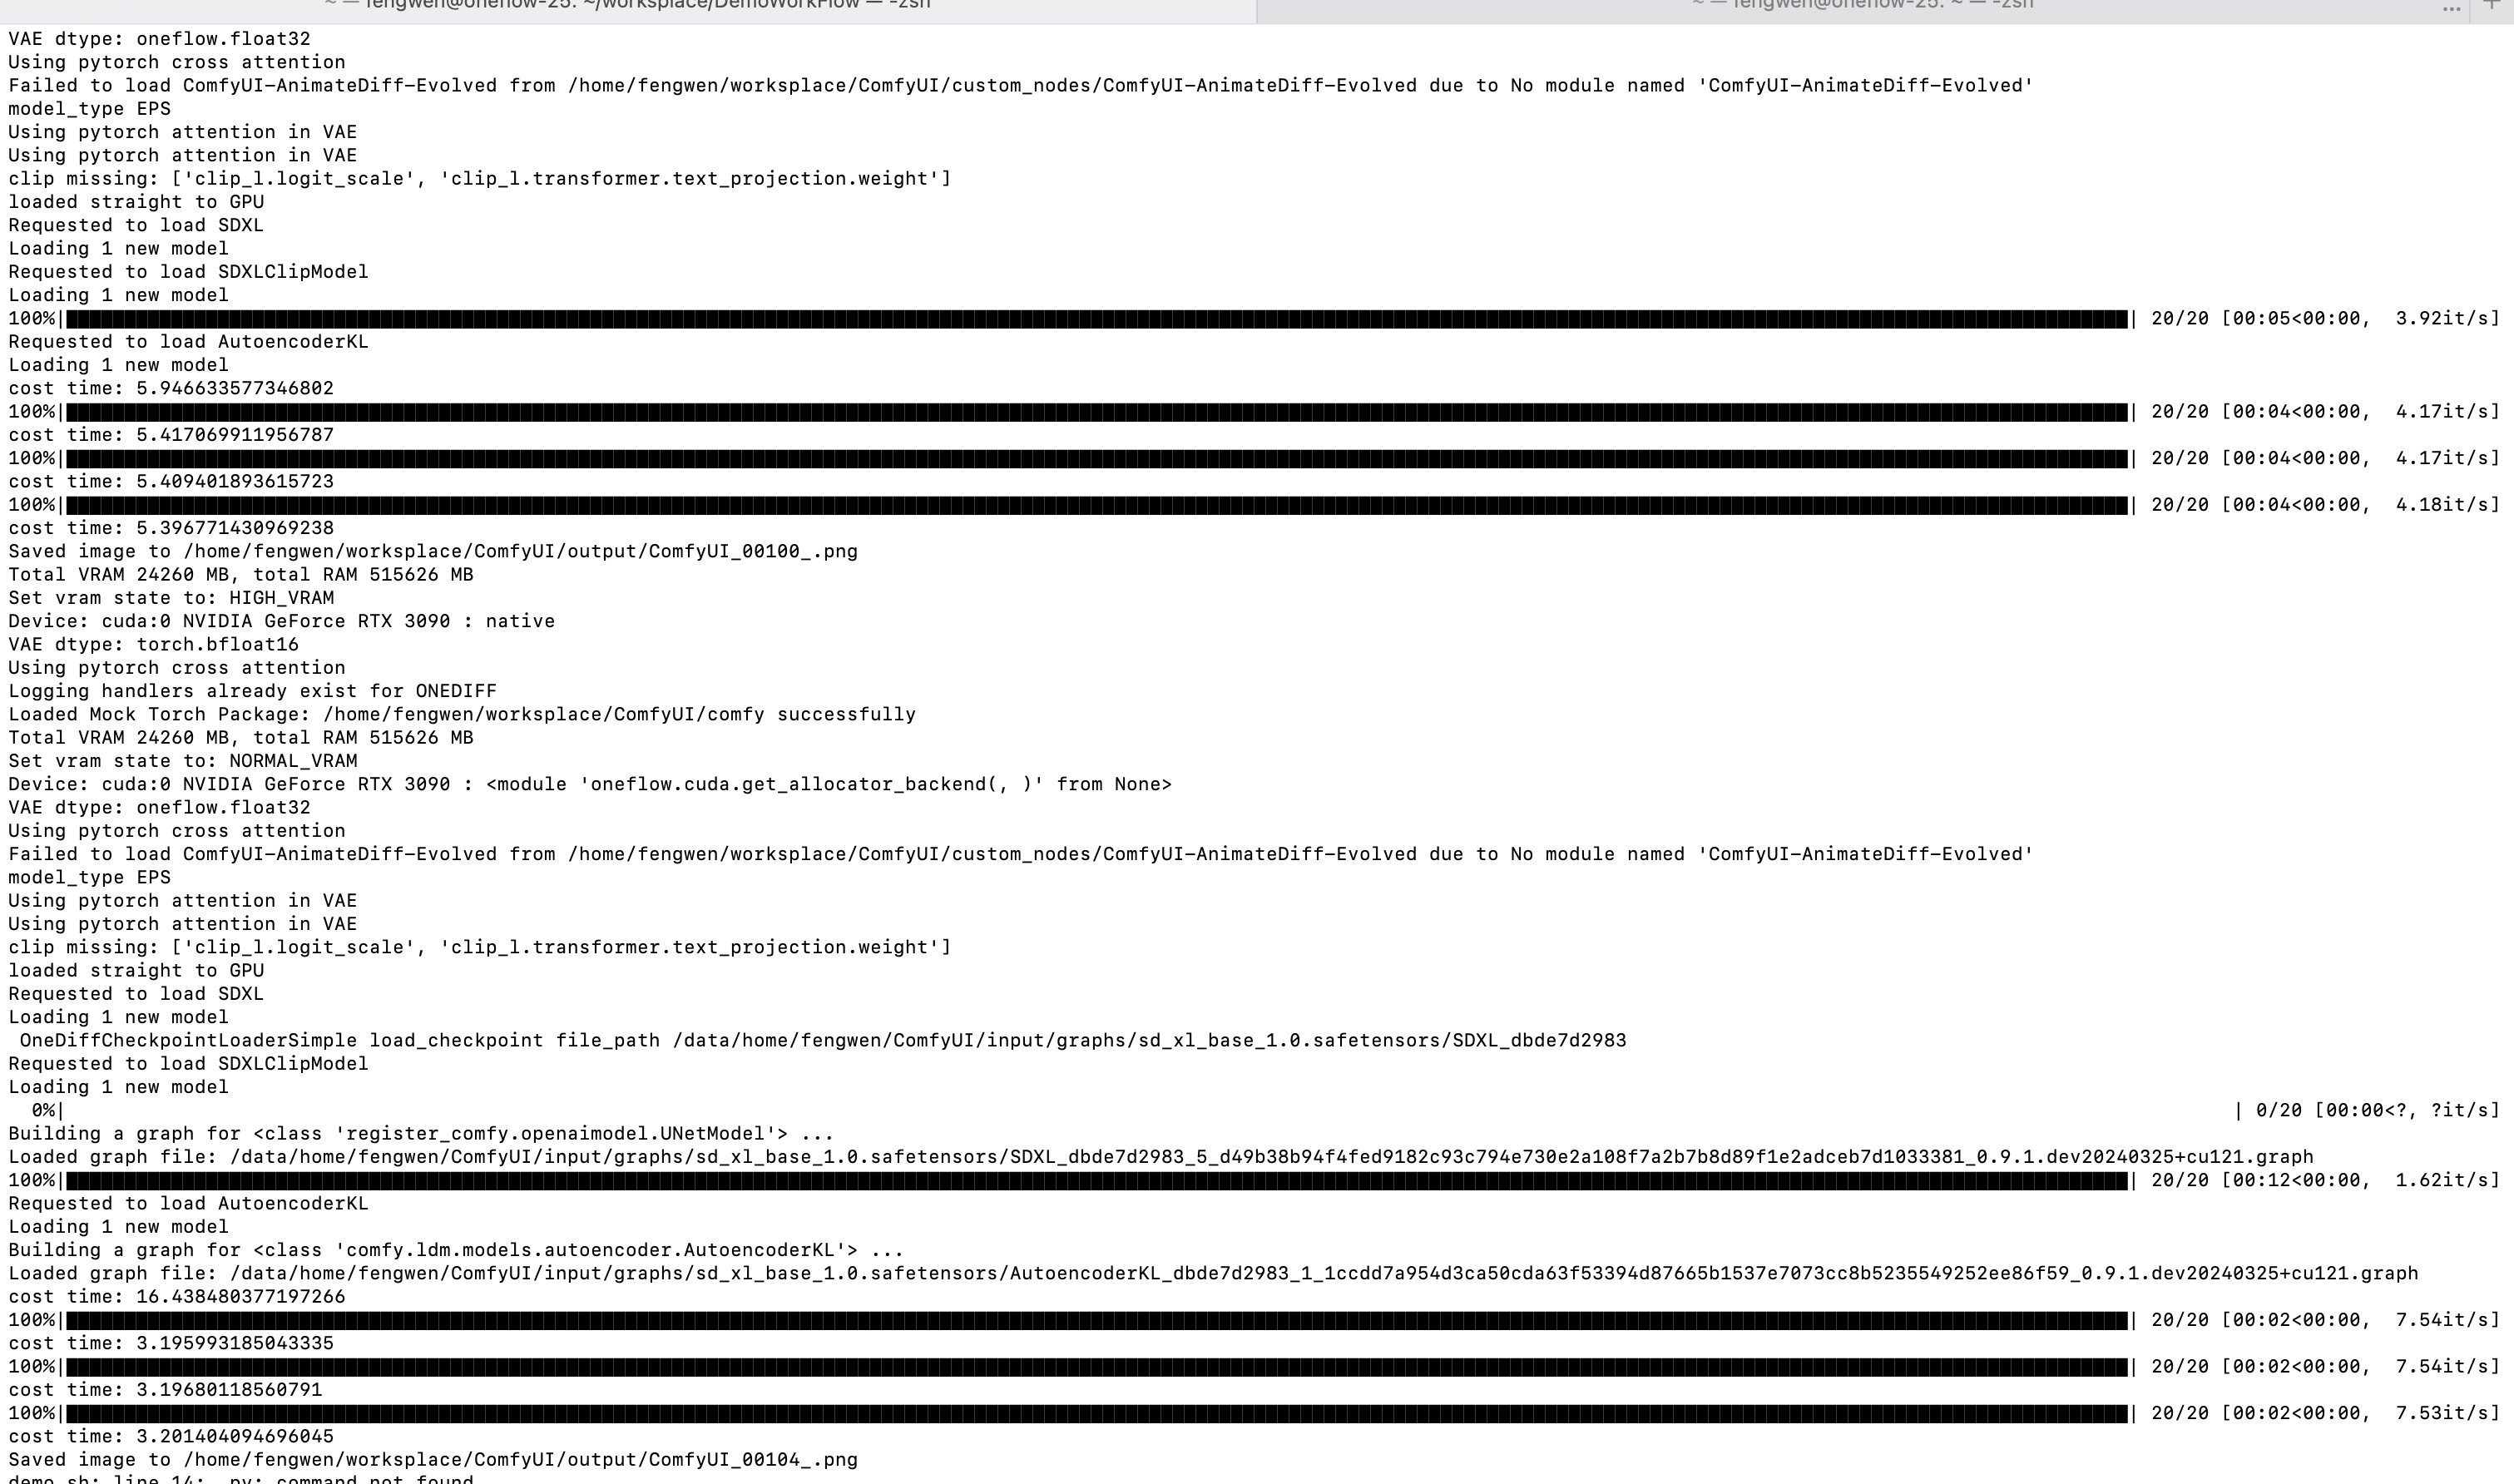 ~ — fengwen@oneflow-25: ~/worksplace/DemoWorkFlow — -zsh
~ — fengwen@oneflow-25: ~ — -zsh
... +
VAE dtype: oneflow.float32
Using pytorch cross attention
Failed to load ComfyUI-AnimateDiff-Evolved from /home/fengwen/worksplace/ComfyUI/custom_nodes/ComfyUI-AnimateDiff-Evolved due to No module named 'ComfyUI-AnimateDiff-Evolved'
model_type EPS
Using pytorch attention in VAE
Using pytorch attention in VAE
clip missing: ['clip_l.logit_scale', 'clip_l.transformer.text_projection.weight']
loaded straight to GPU
Requested to load SDXL
Loading 1 new model
Requested to load SDXLClipModel
Loading 1 new model
100%| | 20/20 [00:05<00:00, 3.92it/s]
Requested to load AutoencoderKL
Loading 1 new model
cost time: 5.946633577346802
100%| | 20/20 [00:04<00:00, 4.17it/s]
cost time: 5.417069911956787
100%| | 20/20 [00:04<00:00, 4.17it/s]
cost time: 5.409401893615723
100%| | 20/20 [00:04<00:00, 4.18it/s]
cost time: 5.396771430969238
Saved image to /home/fengwen/worksplace/ComfyUI/output/ComfyUI_00100_.png
Total VRAM 24260 MB, total RAM 515626 MB
Set vram state to: HIGH_VRAM
Device: cuda:0 NVIDIA GeForce RTX 3090 : native
VAE dtype: torch.bfloat16
Using pytorch cross attention
Logging handlers already exist for ONEDIFF
Loaded Mock Torch Package: /home/fengwen/worksplace/ComfyUI/comfy successfully
Total VRAM 24260 MB, total RAM 515626 MB
Set vram state to: NORMAL_VRAM
Device: cuda:0 NVIDIA GeForce RTX 3090 : <module 'oneflow.cuda.get_allocator_backend(, )' from None>
VAE dtype: oneflow.float32
Using pytorch cross attention
Failed to load ComfyUI-AnimateDiff-Evolved from /home/fengwen/worksplace/ComfyUI/custom_nodes/ComfyUI-AnimateDiff-Evolved due to No module named 'ComfyUI-AnimateDiff-Evolved'
model_type EPS
Using pytorch attention in VAE
Using pytorch attention in VAE
clip missing: ['clip_l.logit_scale', 'clip_l.transformer.text_projection.weight']
loaded straight to GPU
Requested to load SDXL
Loading 1 new model
OneDiffCheckpointLoaderSimple load_checkpoint file_path /data/home/fengwen/ComfyUI/input/graphs/sd_xl_base_1.0.safetensors/SDXL_dbde7d2983
Requested to load SDXLClipModel
Loading 1 new model
0%| | 0/20 [00:00<?, ?it/s]
Building a graph for <class 'register_comfy.openaimodel.UNetModel'> ...
Loaded graph file: /data/home/fengwen/ComfyUI/input/graphs/sd_xl_base_1.0.safetensors/SDXL_dbde7d2983_5_d49b38b94f4fed9182c93c794e730e2a108f7a2b7b8d89f1e2adceb7d1033381_0.9.1.dev20240325+cu121.graph
100%| | 20/20 [00:12<00:00, 1.62it/s]
Requested to load AutoencoderKL
Loading 1 new model
Building a graph for <class 'comfy.ldm.models.autoencoder.AutoencoderKL'> ...
Loaded graph file: /data/home/fengwen/ComfyUI/input/graphs/sd_xl_base_1.0.safetensors/AutoencoderKL_dbde7d2983_1_1ccdd7a954d3ca50cda63f53394d87665b1537e7073cc8b5235549252ee86f59_0.9.1.dev20240325+cu121.graph
cost time: 16.438480377197266
100%| | 20/20 [00:02<00:00, 7.54it/s]
cost time: 3.195993185043335
100%| | 20/20 [00:02<00:00, 7.54it/s]
cost time: 3.19680118560791
100%| | 20/20 [00:02<00:00, 7.53it/s]
cost time: 3.201404094696045
Saved image to /home/fengwen/worksplace/ComfyUI/output/ComfyUI_00104_.png
demo.sh: line 14: .py: command not found